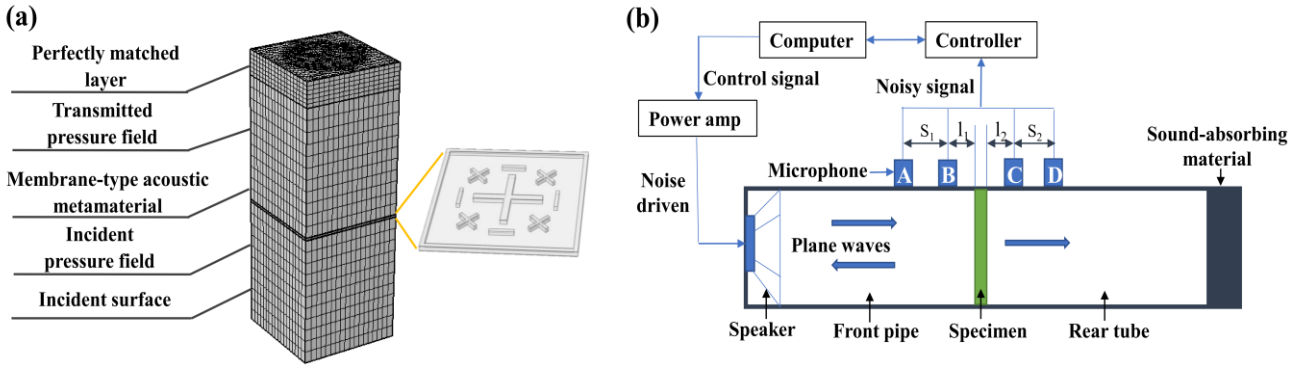 (a)
Perfectly matched
layer
Transmitted
pressure field
Membrane-type acoustic
metamaterial
Incident
pressure field
Incident surface
(b)
Computer
Controller
Control signal
Noisy signal
Power amp
S₁
l₁
l₂
S₂
Sound-absorbing
material
Microphone
A
B
C
D
Noise
driven
Plane waves
Speaker
Front pipe
Specimen
Rear tube